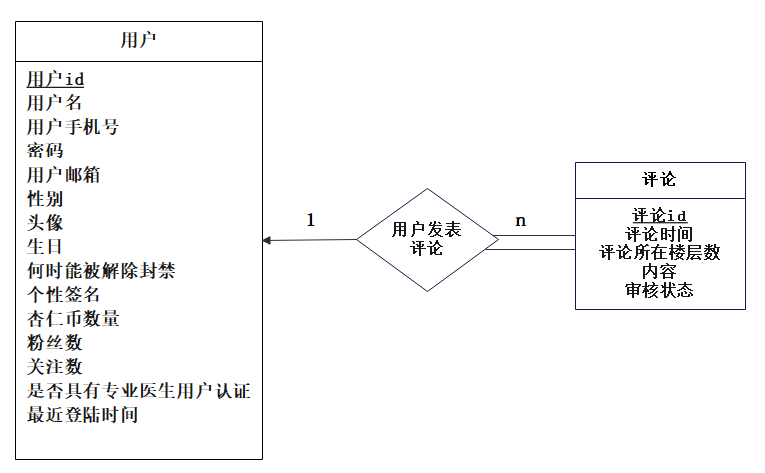 用户
用户id
用户名
用户手机号
密码
用户邮箱
性别
头像
生日
何时能被解除封禁
个性签名
杏仁币数量
粉丝数
关注数
是否具有专业医生用户认证
最近登陆时间
1
用户发表
评论
n
评论
评论id
评论时间
评论所在楼层数
内容
审核状态